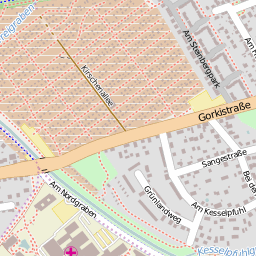 Kirschenallee
Am Steinbergpark
Gorkistraße
Sangestraße
Am Nordgraben
Grünlandweg
Am Kesselpfuhl